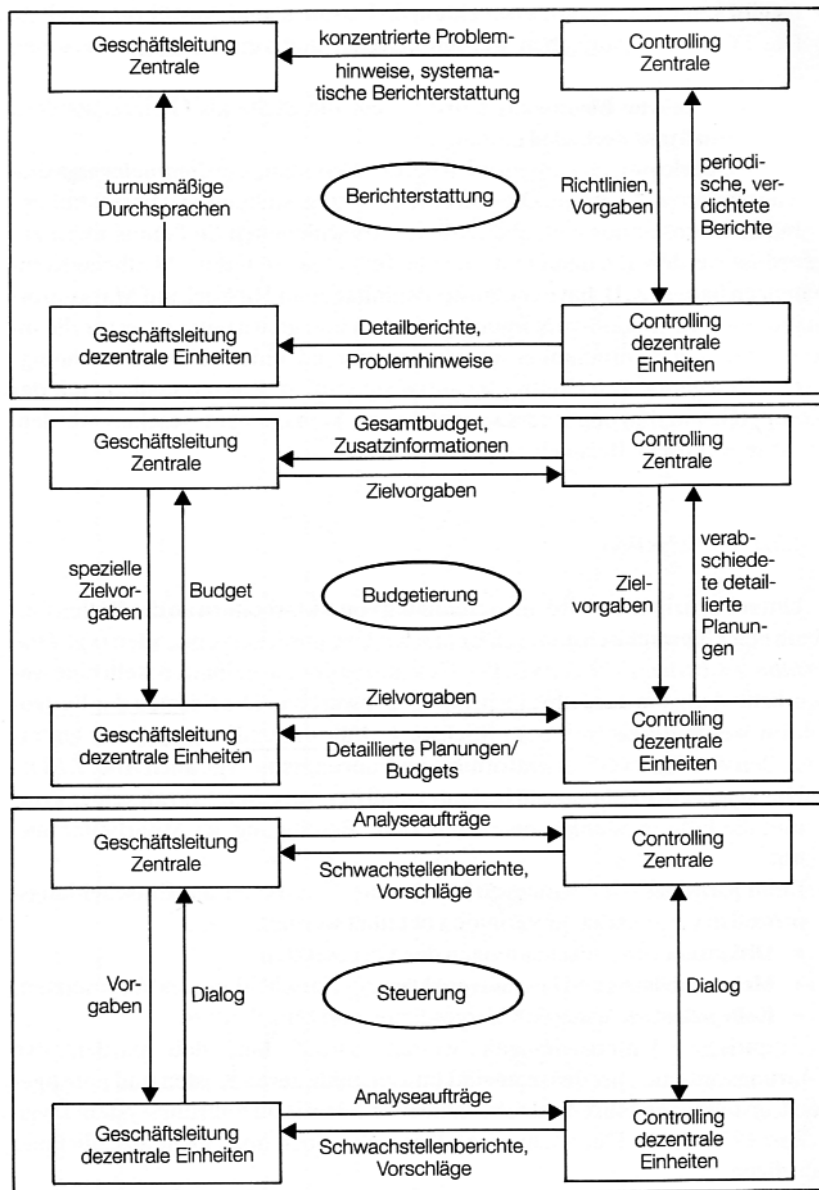 Geschäftsleitung
Zentrale
konzentrierte Problem-
hinweise, systema-
tische Berichterstattung
Controlling
Zentrale
turnusmäßige
Durchsprachen
Berichterstattung
Richtlinien,
Vorgaben
periodi-
sche, ver-
dichtete
Berichte
Geschäftsleitung
dezentrale Einheiten
Detailberichte,
Problemhinweise
Controlling
dezentrale
Einheiten
Geschäftsleitung
Zentrale
Gesamtbudget,
Zusatzinformationen
Zielvorgaben
Controlling
Zentrale
spezielle
Zielvor-
gaben
Budget
Budgetierung
Ziel-
vorgaben
verab-
schiede-
te detail-
lierte
Planun-
gen
Geschäftsleitung
dezentrale Einheiten
Zielvorgaben
Detaillierte Planungen/
Budgets
Controlling
dezentrale
Einheiten
Geschäftsleitung
Zentrale
Analyseaufträge
Schwachstellenberichte,
Vorschläge
Controlling
Zentrale
Vor-
gaben
Dialog
Steuerung
Dialog
Geschäftsleitung
dezentrale Einheiten
Analyseaufträge
Schwachstellenberichte,
Vorschläge
Controlling
dezentrale
Einheiten